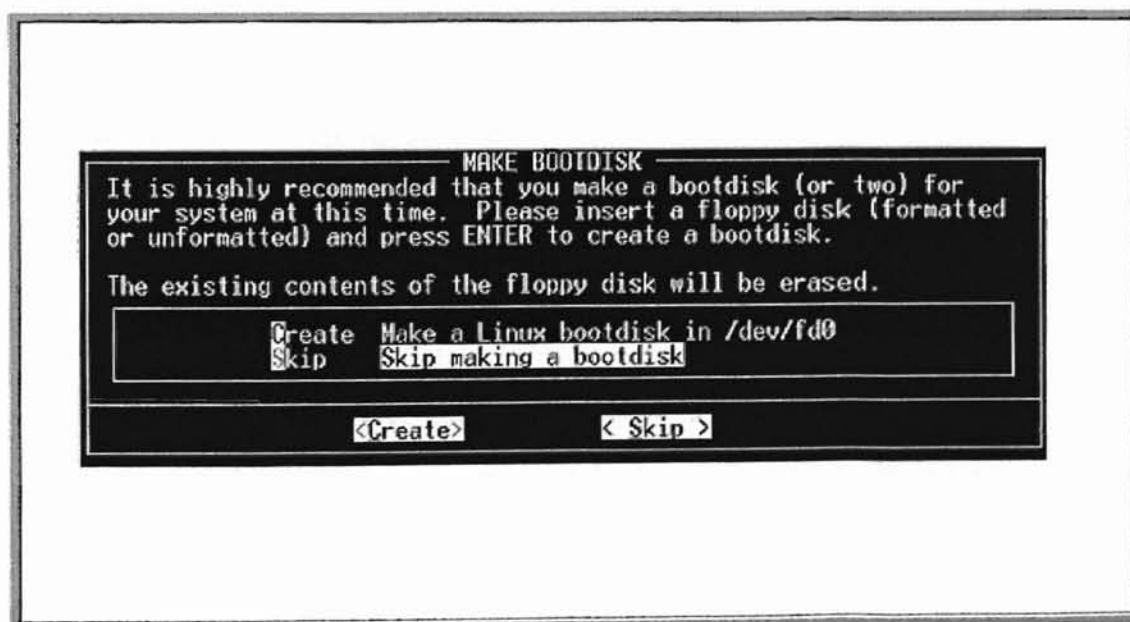 MAKE BOOTDISK
It is highly recommended that you make a bootdisk (or two) for
your system at this time.  Please insert a floppy disk (formatted
or unformatted) and press ENTER to create a bootdisk.
The existing contents of the floppy disk will be erased.
Create  Make a Linux bootdisk in /dev/fd0
Skip    Skip making a bootdisk
<Create>    < Skip >